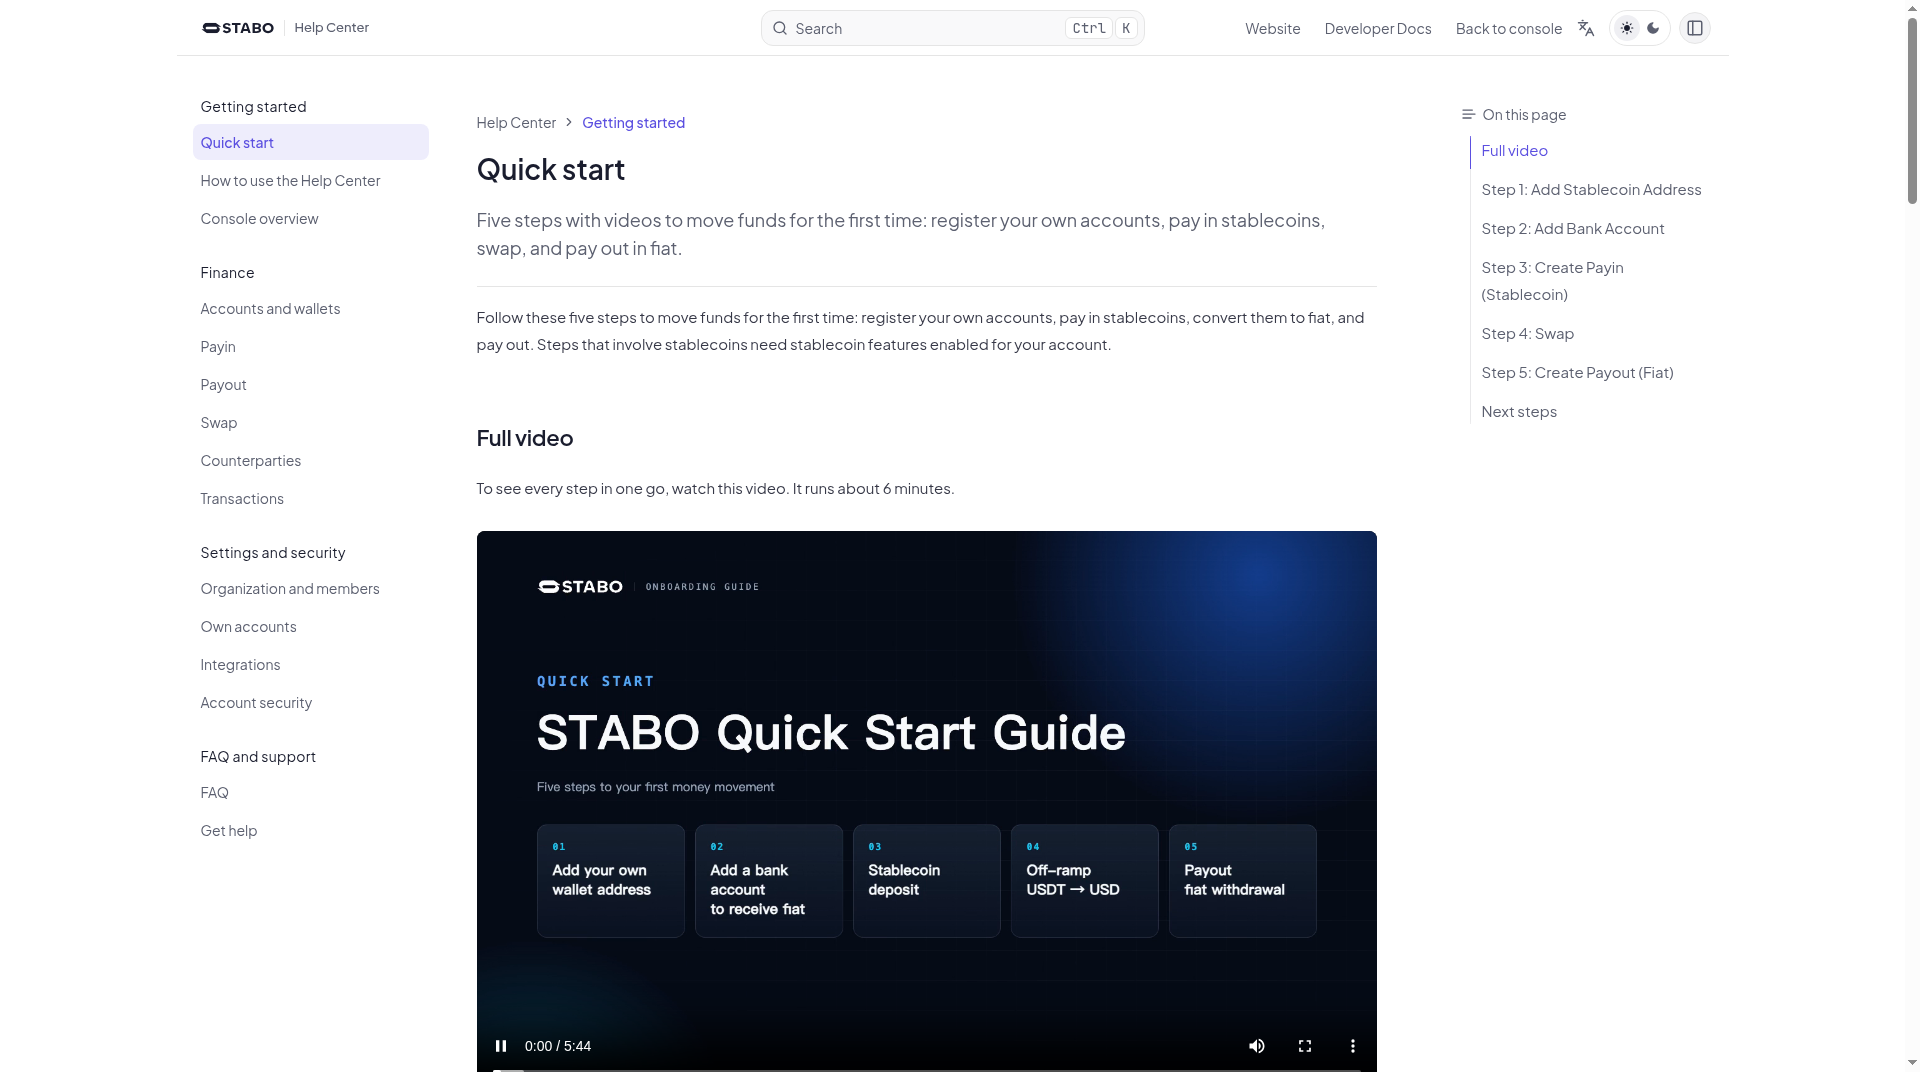 STABO
Help Center
Search
Ctrl
K
Website
Developer Docs
Back to console
Getting started
Quick start
How to use the Help Center
Console overview
Finance
Accounts and wallets
Payin
Payout
Swap
Counterparties
Transactions
Settings and security
Organization and members
Own accounts
Integrations
Account security
FAQ and support
FAQ
Get help
Help Center
Getting started
Quick start
Five steps with videos to move funds for the first time: register your own accounts, pay in stablecoins,
swap, and pay out in fiat.
Follow these five steps to move funds for the first time: register your own accounts, pay in stablecoins, convert them to fiat, and
pay out. Steps that involve stablecoins need stablecoin features enabled for your account.
Full video
To see every step in one go, watch this video. It runs about 6 minutes.
STABO
ONBOARDING GUIDE
QUICK START
STABO Quick Start Guide
Five steps to your first money movement
01
Add your own
wallet address
02
Add a bank
account
to receive fiat
03
Stablecoin
deposit
04
Off-ramp
USDT → USD
05
Payout
fiat withdrawal
0:00 / 5:44
On this page
Full video
Step 1: Add Stablecoin Address
Step 2: Add Bank Account
Step 3: Create Payin
(Stablecoin)
Step 4: Swap
Step 5: Create Payout (Fiat)
Next steps